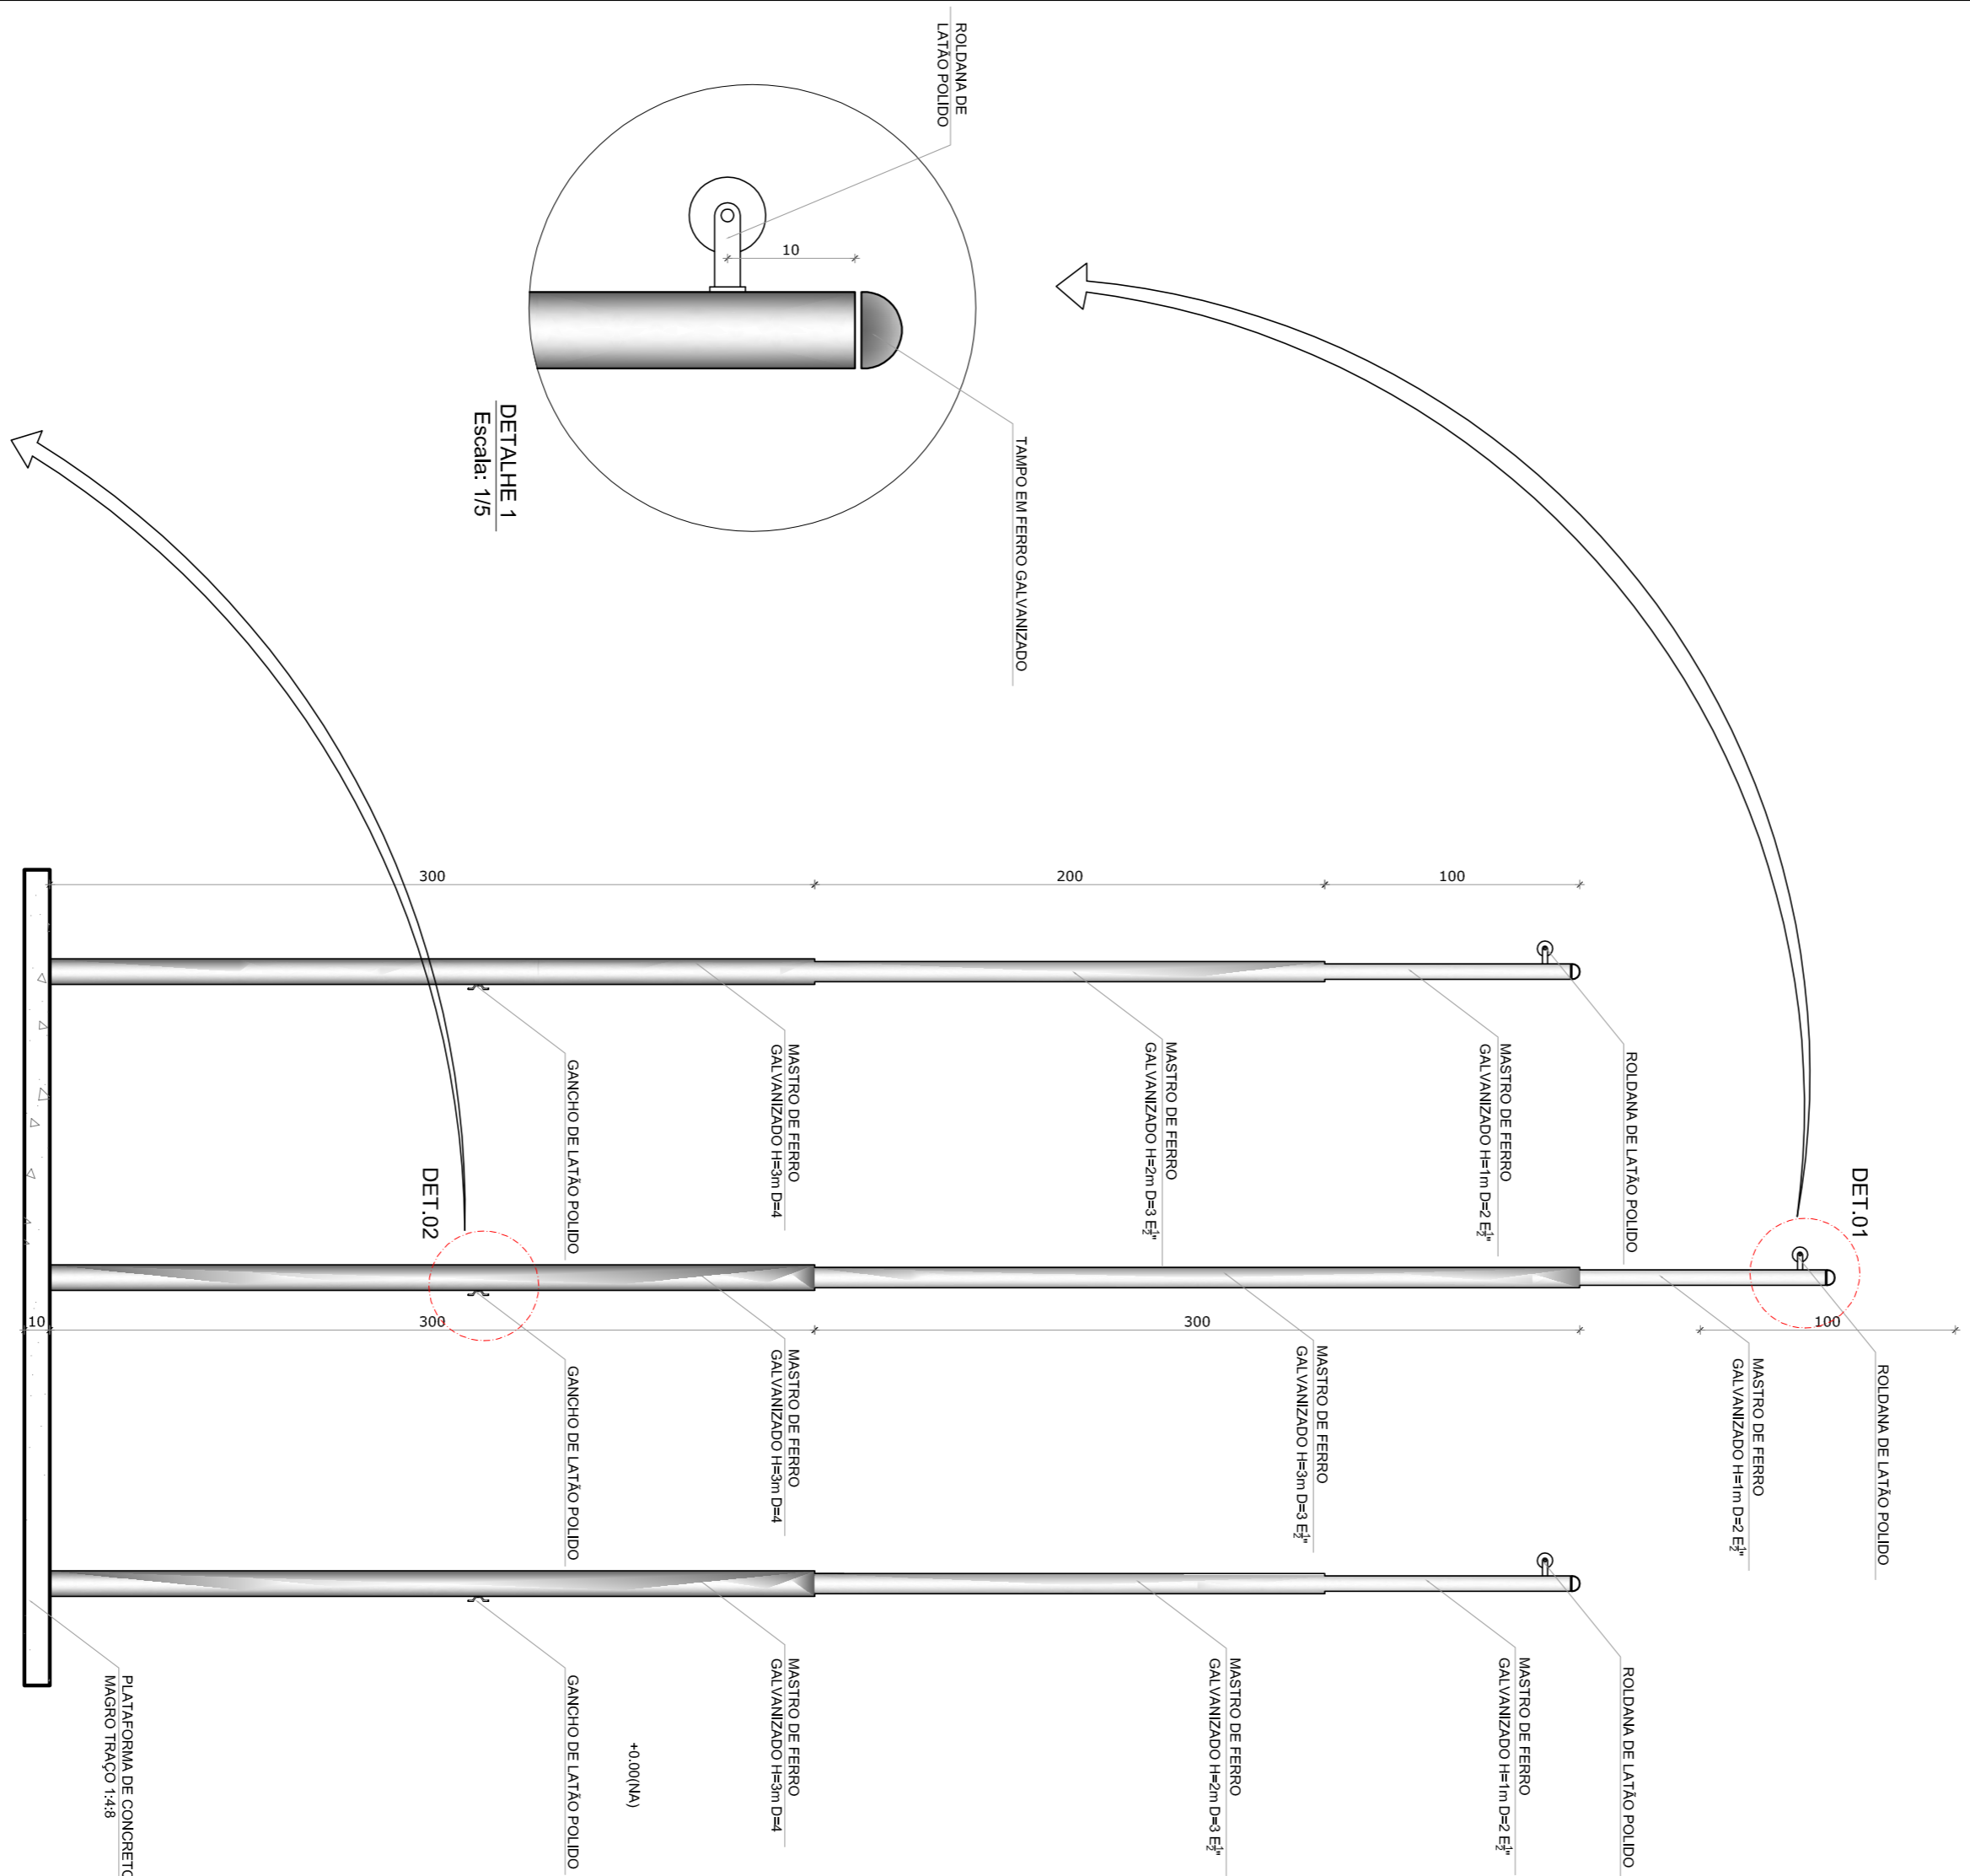 ROLDANA DE
LATÃO POLIDO
10
TAMPO EM FERRO GALVANIZADO
DETALHE 1
Escala: 1/5
300
200
100
ROLDANA DE LATÃO POLIDO
MASTRO DE FERRO
GALVANIZADO H=1m D=2 E½"
MASTRO DE FERRO
GALVANIZADO H=2m D=3 E½"
MASTRO DE FERRO
GALVANIZADO H=3m D=4
GANCHO DE LATÃO POLIDO
DET.01
DET.02
10
300
300
100
ROLDANA DE LATÃO POLIDO
MASTRO DE FERRO
GALVANIZADO H=1m D=2 E½"
MASTRO DE FERRO
GALVANIZADO H=3m D=3 E½"
MASTRO DE FERRO
GALVANIZADO H=3m D=4
GANCHO DE LATÃO POLIDO
ROLDANA DE LATÃO POLIDO
MASTRO DE FERRO
GALVANIZADO H=1m D=2 E½"
MASTRO DE FERRO
GALVANIZADO H=2m D=3 E½"
MASTRO DE FERRO
GALVANIZADO H=3m D=4
+0.00(NA)
GANCHO DE LATÃO POLIDO
PLATAFORMA DE CONCRETO
MAGRO TRAÇO 1:4:8